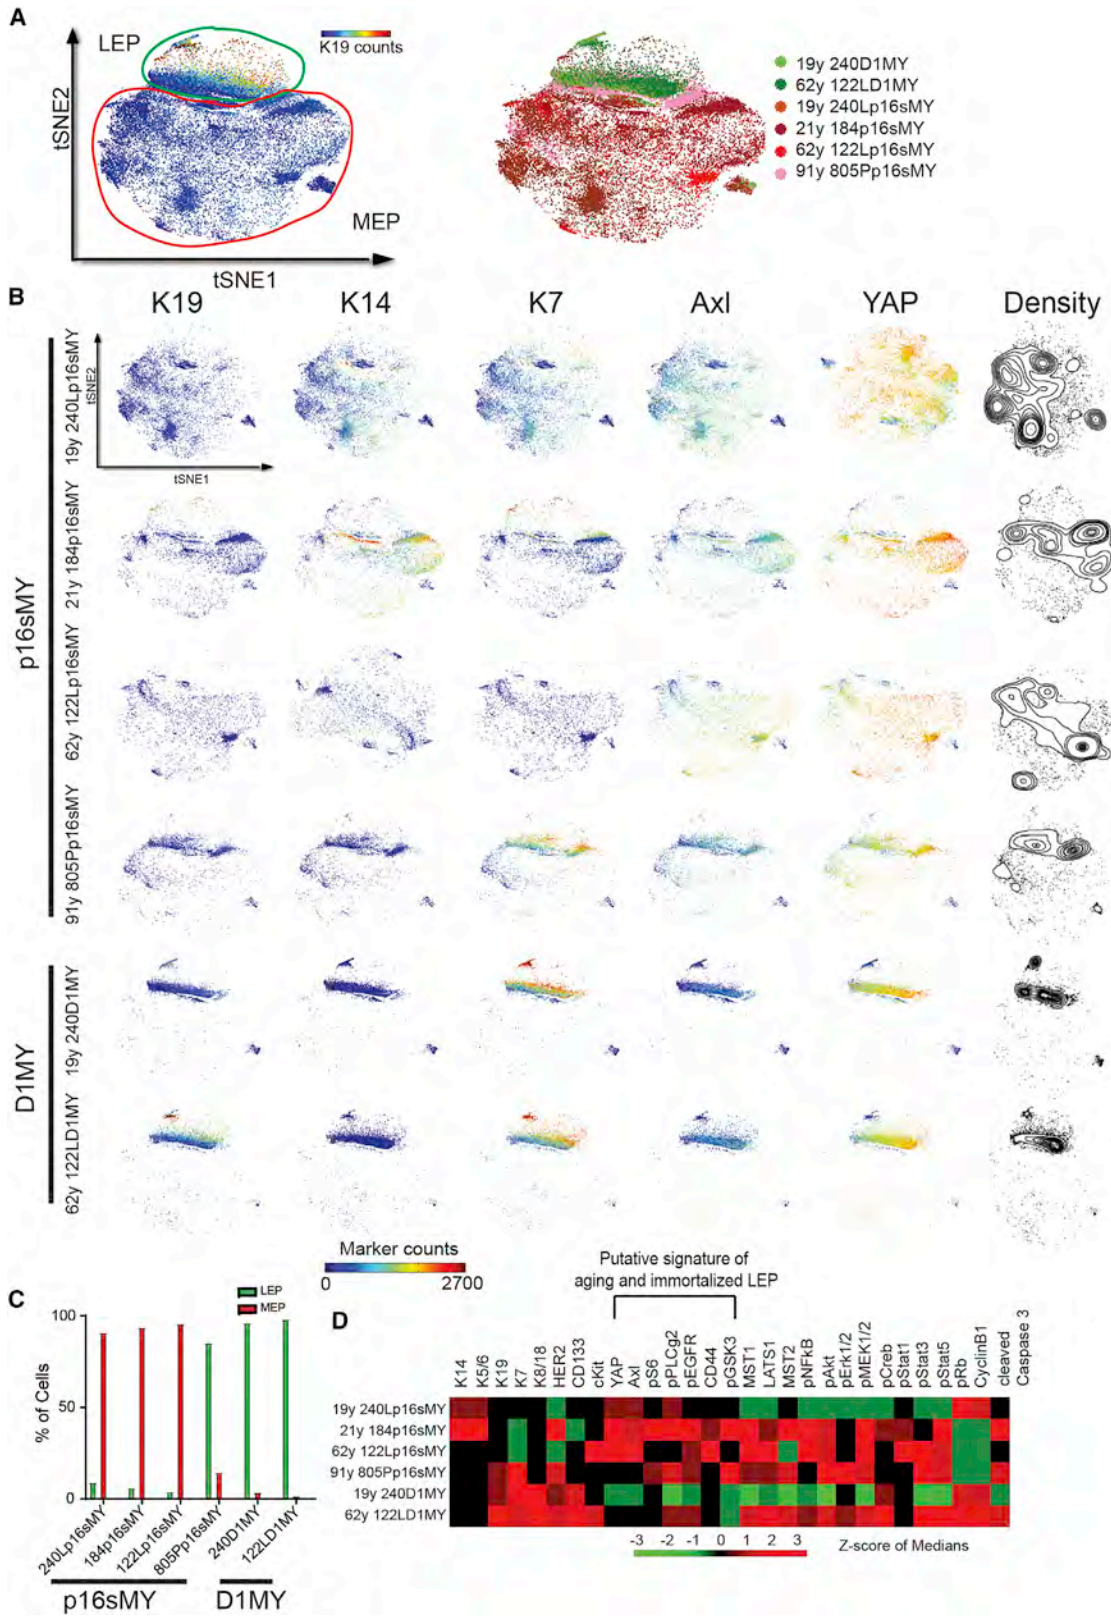 A
LEP
K19 counts
MEP
tSNE2
tSNE1
19y 240D1MY
62y 122LD1MY
19y 240Lp16sMY
21y 184p16sMY
62y 122Lp16sMY
91y 805Pp16sMY
B
K19 K14 K7 Axl YAP Density
p16sMY
19y 240Lp16sMY
tSNE2
tSNE1
21y 184p16sMY
62y 122Lp16sMY
91y 805Pp16sMY
D1MY
19y 240D1MY
62y 122LD1MY
Marker counts
0 2700
C
LEP
MEP
% of Cells
100
50
0
240Lp16sMY
184p16sMY
122Lp16sMY
805Pp16sMY
240D1MY
122LD1MY
p16sMY D1MY
D
Putative signature of
aging and immortalized LEP
K14
K5/6
K19
K7
K8/18
HER2
CD133
cKit
YAP
Axl
pS6
pPLCg2
pEGFR
CD44
pGSK3
MST1
LATS1
MST2
pNFkB
pAkt
pErk1/2
pMEK1/2
pCreb
pStat1
pStat3
pStat5
pRb
CyclinB1
cleaved
Caspase 3
19y 240Lp16sMY
21y 184p16sMY
62y 122Lp16sMY
91y 805Pp16sMY
19y 240D1MY
62y 122LD1MY
-3 -2 -1 0 1 2 3
Z-score of Medians